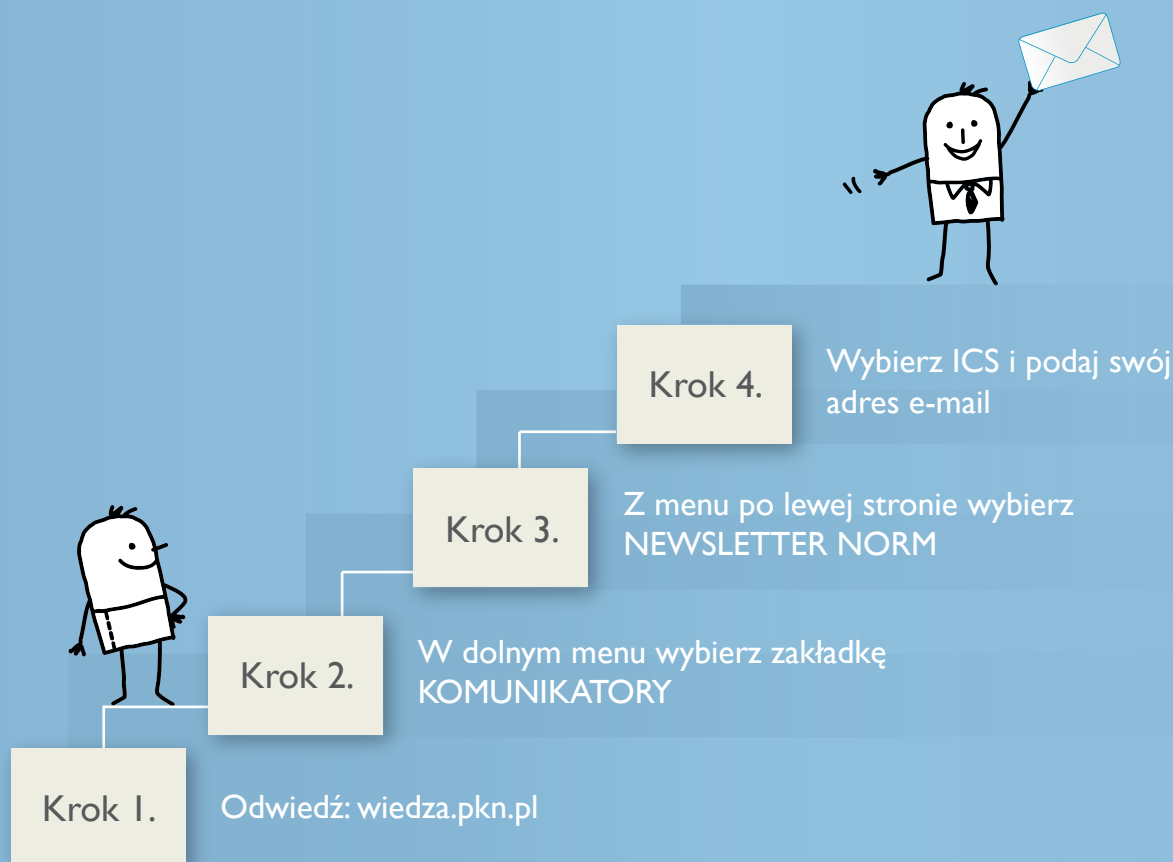 Krok 4.
Wybierz ICS i podaj swój
adres e-mail
Krok 3.
Z menu po lewej stronie wybierz
NEWSLETTER NORM
Krok 2.
W dolnym menu wybierz zakładkę
KOMUNIKATORY
Krok 1.
Odwiedź: wiedza.pkn.pl